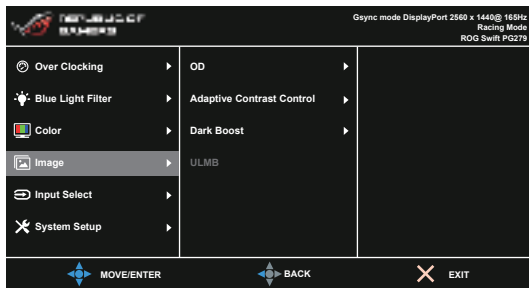 Gsync mode DisplayPort 2560 x 1440@ 165Hz
Racing Mode
ROG Swift PG279
Over Clocking
OD
Blue Light Filter
Adaptive Contrast Control
Color
Dark Boost
Image
ULMB
Input Select
System Setup
MOVE/ENTER
BACK
EXIT